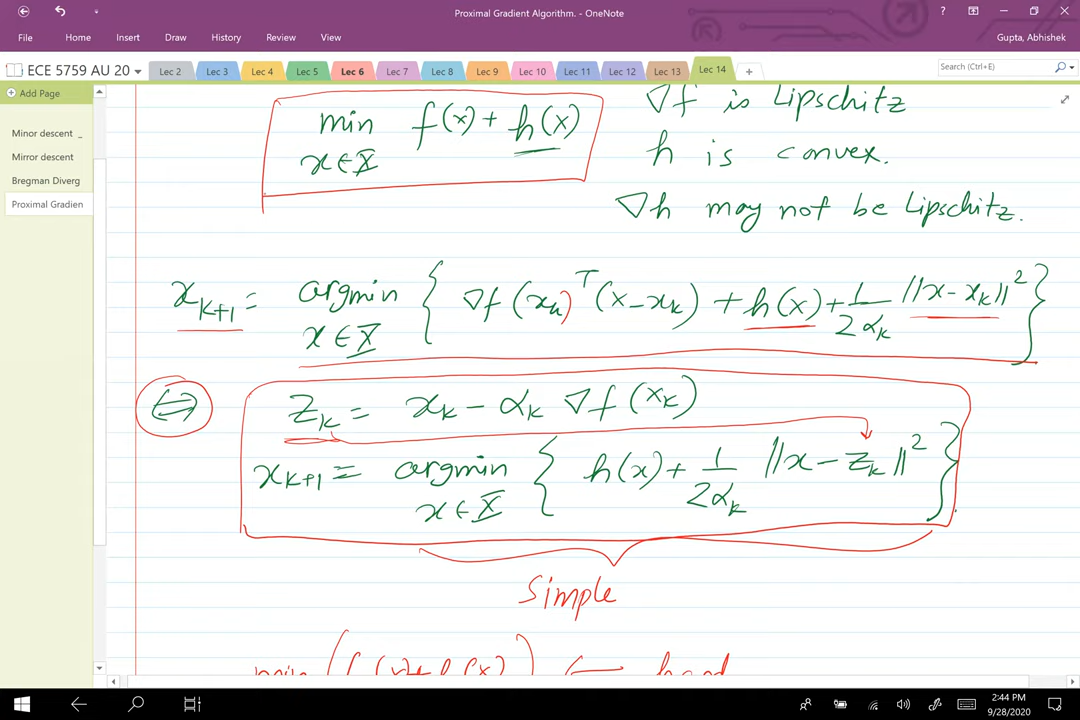 Proximal Gradient Algorithm. - OneNote
File Home Insert Draw History Review View
Gupta, Abhishek
ECE 5759 AU 20
Lec 2 Lec 3 Lec 4 Lec 5 Lec 6 Lec 7 Lec 8 Lec 9 Lec 10 Lec 11 Lec 12 Lec 13 Lec 14
Search (Ctrl+E)
Add Page
Minor descent
Mirror descent
Bregman Diverg
Proximal Gradien
min f(x) + h(x)
x∈X
∇f is Lipschitz
h is convex.
∇h may not be Lipschitz.
x_{k+1} = argmin { ∇f(x_k)^T (x-x_k) + h(x) + 1/2α_k ||x-x_k||^2 }
x∈X
⇔
z_k = x_k - α_k ∇f(x_k)
x_{k+1} = argmin { h(x) + 1/2α_k ||x - z_k||^2 }
x∈X
Simple
2:44 PM
9/28/2020